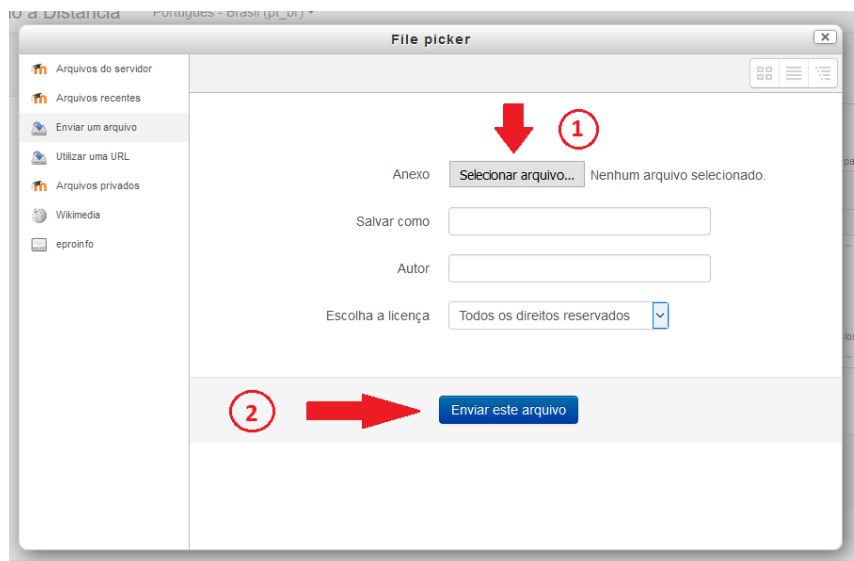 a Distância Português - Brasil (pt_br)
File picker
Arquivos do servidor
Arquivos recentes
Enviar um arquivo
Utilizar uma URL
Arquivos privados
Wikimedia
eproinfo
1
Anexo Selecionar arquivo... Nenhum arquivo selecionado.
Salvar como
Autor
Escolha a licença Todos os direitos reservados
2 Enviar este arquivo